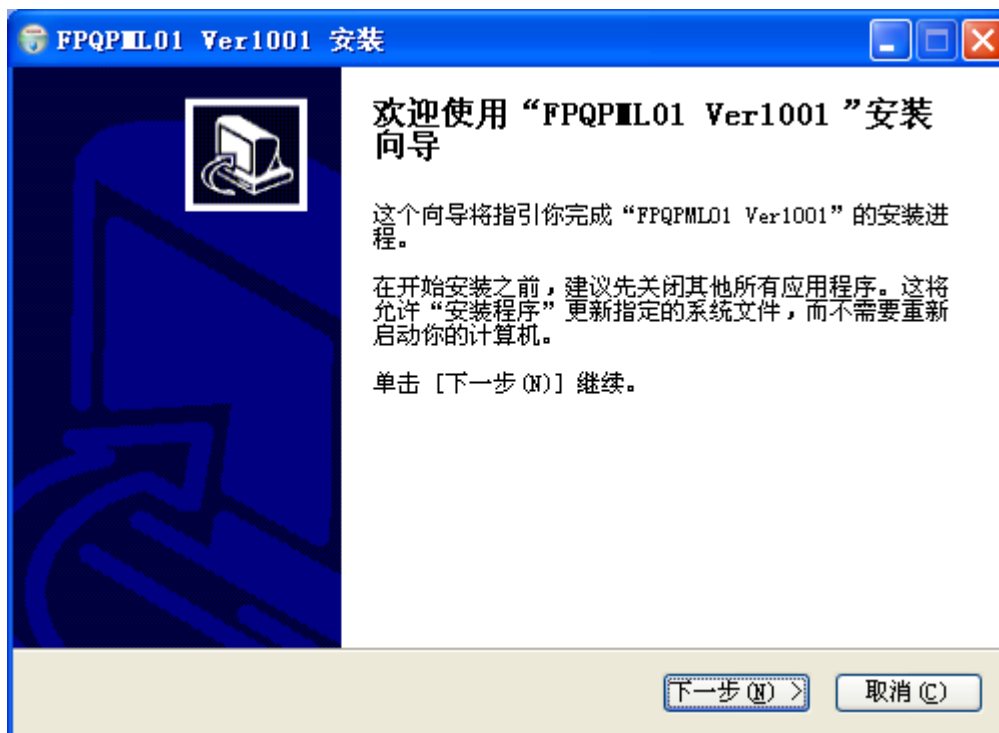 FPQPML01 Ver1001 安装
欢迎使用“FPQPML01 Ver1001”安装
向导
这个向导将指引你完成“FPQPML01 Ver1001”的安装进
程。
在开始安装之前，建议先关闭其他所有应用程序。这将
允许“安装程序”更新指定的系统文件，而不需要重新
启动你的计算机。
单击 [下一步(N)] 继续。
下一步(N) >
取消(C)